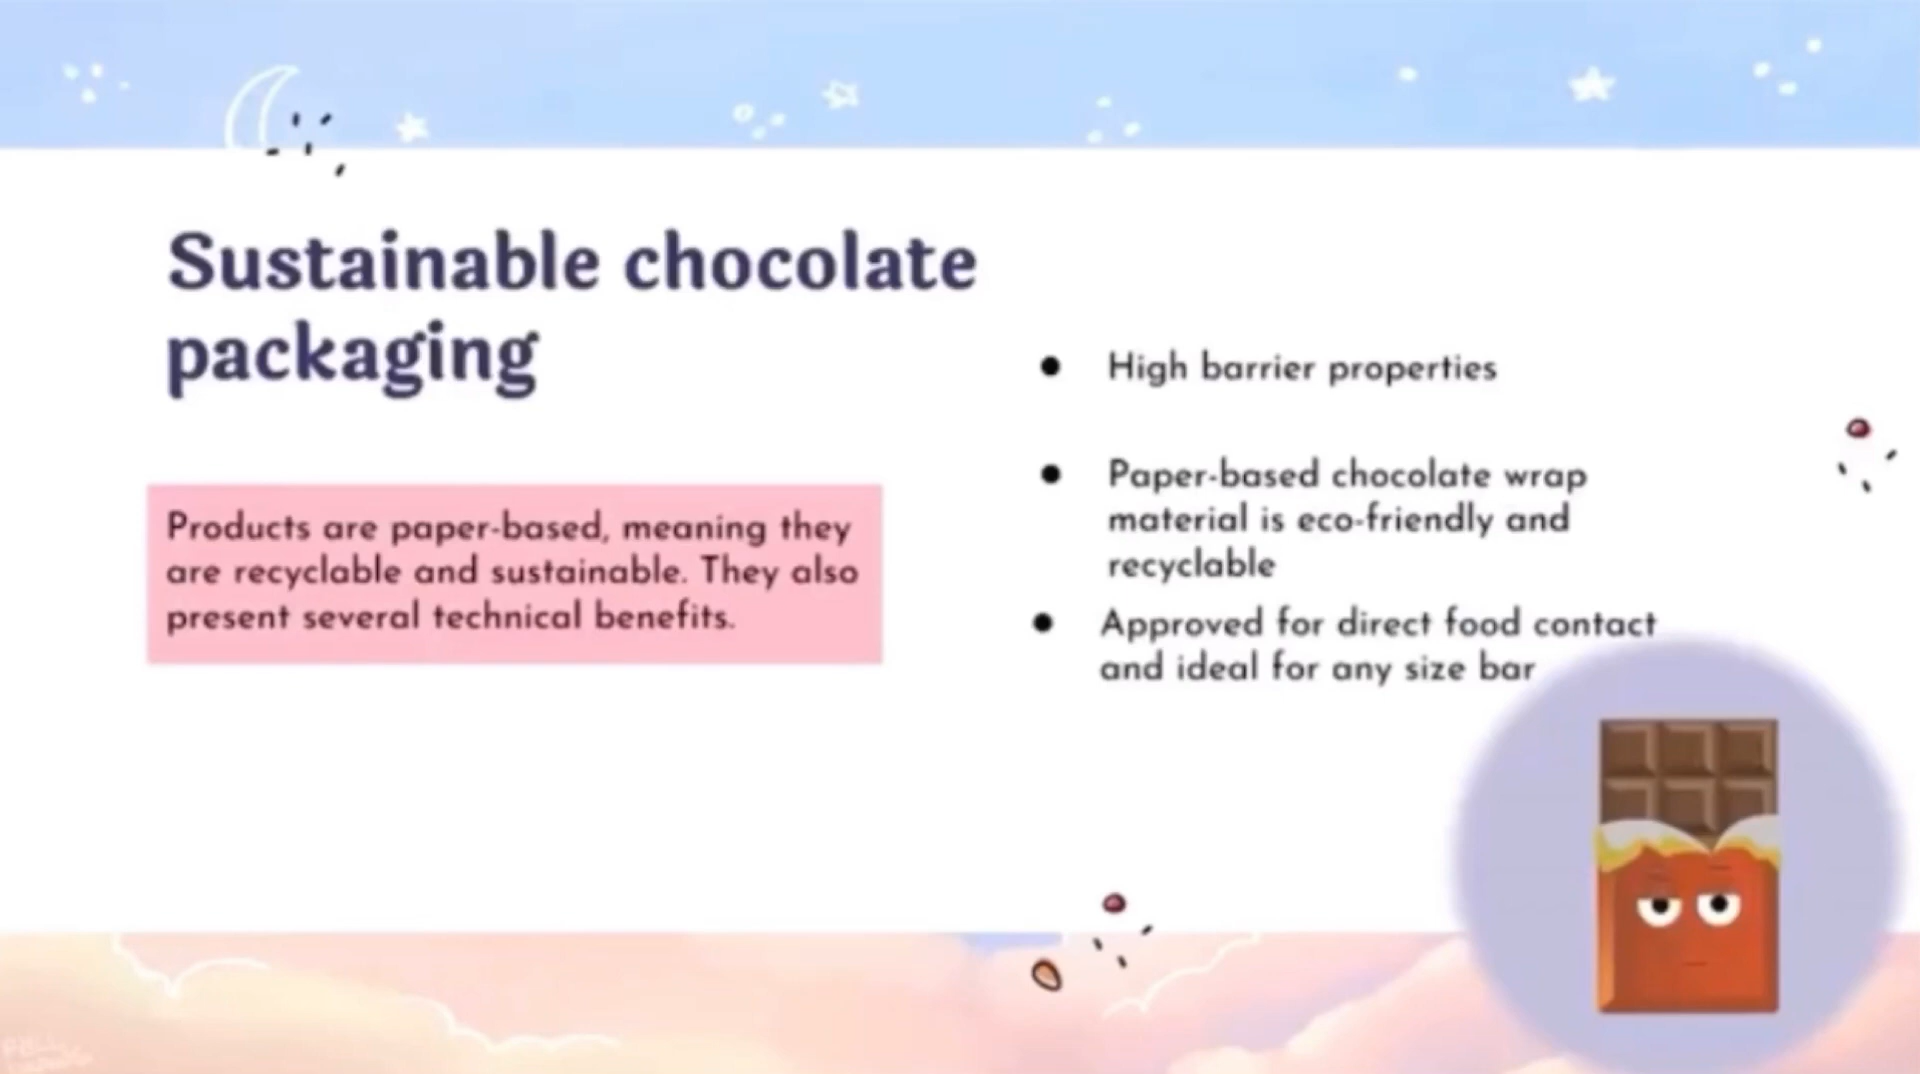 Sustainable chocolate
packaging
Products are paper-based, meaning they
are recyclable and sustainable. They also
present several technical benefits.
● High barrier properties
● Paper-based chocolate wrap
material is eco-friendly and
recyclable
● Approved for direct food contact
and ideal for any size bar